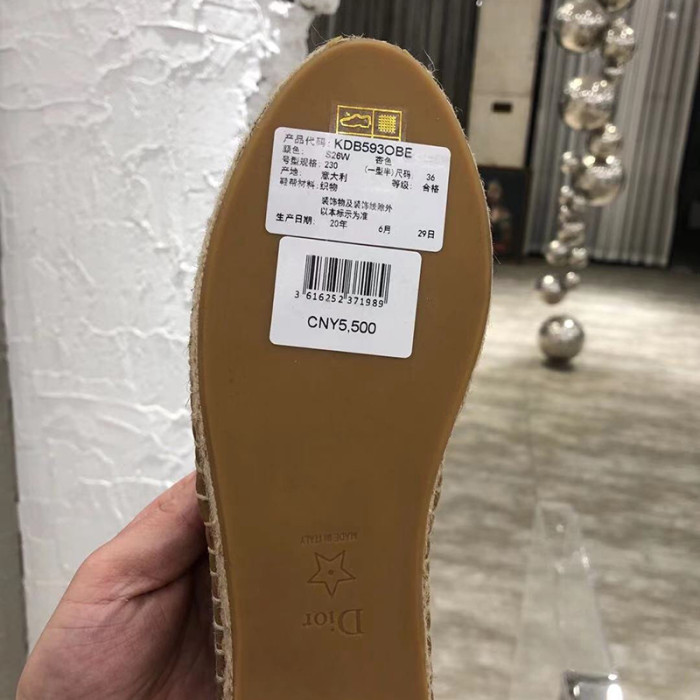 产品代码: KDB593OBE
颜色: S26W 杏色
号型规格: 230 (一型半)尺码: 36
产地: 意大利 等级: 合格
鞋帮材料: 织物
装饰物及装饰线除外
以本标示为准
生产日期: 20年 6月 29日
3 616252 371989
CNY5,500
MADE IN ITALY
Dior